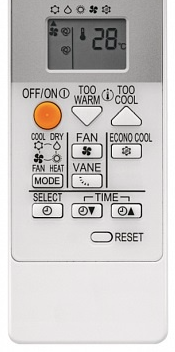 28°C
OFF/ON TOO WARM i TOO COOL
COOL DRY
FAN HEAT
MODE
FAN
ECONO COOL
VANE
SELECT
TIME
RESET